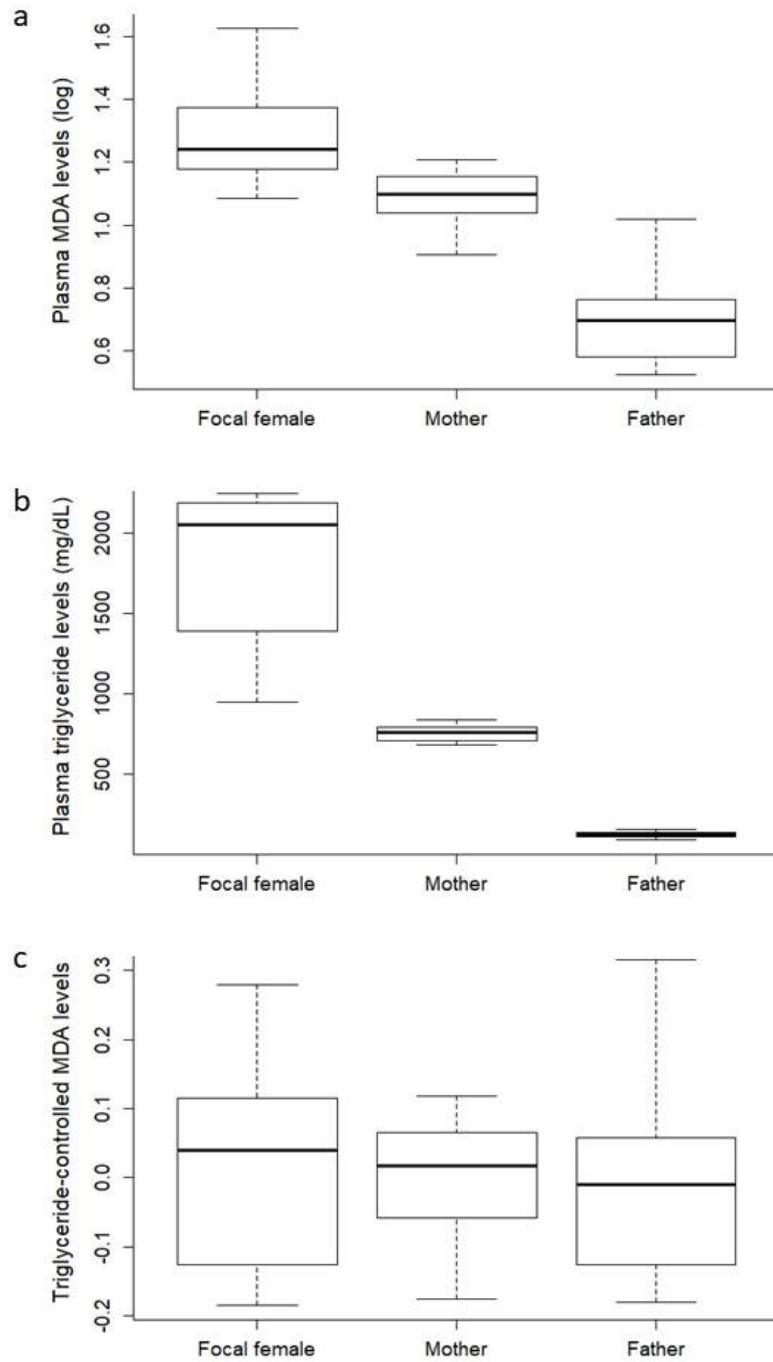 a
Plasma MDA levels (log)
1.6
1.4
1.2
1.0
0.8
0.6
Focal female Mother Father
b
Plasma triglyceride levels (mg/dL)
2000
1500
1000
500
Focal female Mother Father
c
Triglyceride-controlled MDA levels
0.3
0.2
0.1
0.0
-0.1
-0.2
Focal female Mother Father